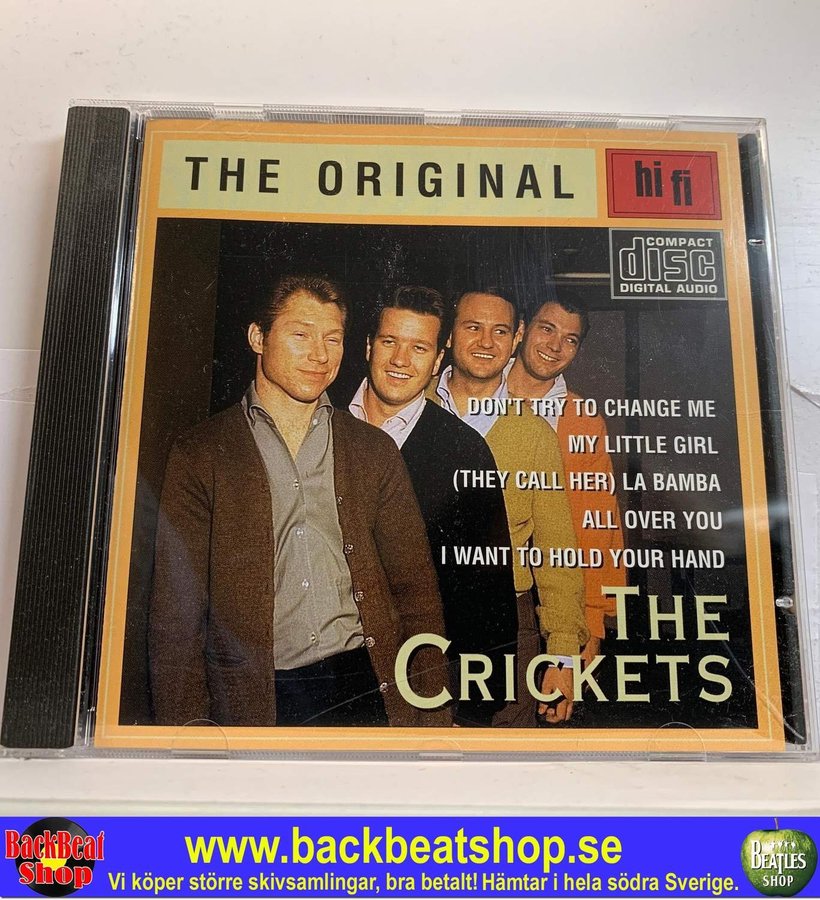 THE ORIGINAL
hi fi
COMPACT
disc
DIGITAL AUDIO
DON'T TRY TO CHANGE ME
MY LITTLE GIRL
(THEY CALL HER) LA BAMBA
ALL OVER YOU
I WANT TO HOLD YOUR HAND
THE
CRICKETS
BackBeat
Shop
www.backbeatshop.se
Vi köper större skivsamlingar, bra betalt! Hämtar i hela södra Sverige.
BEATLES
SHOP